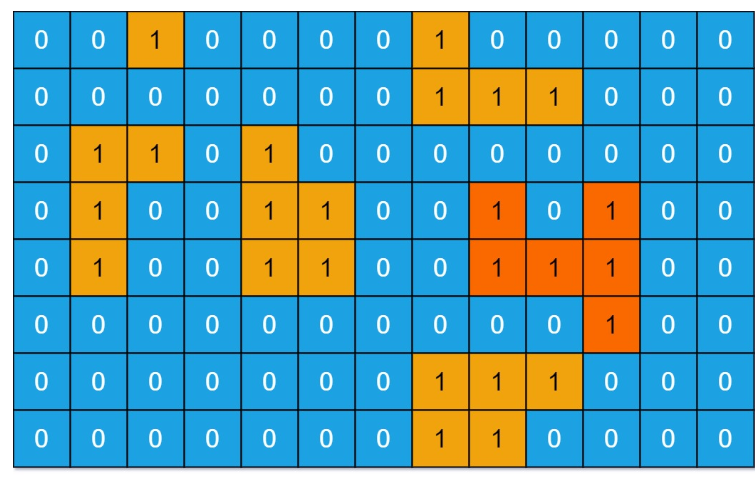 0 0 1 0 0 0 0 1 0 0 0 0 0
0 0 0 0 0 0 0 1 1 1 0 0 0
0 1 1 0 1 0 0 0 0 0 0 0 0
0 1 0 0 1 1 0 0 1 0 1 0 0
0 1 0 0 1 1 0 0 1 1 1 0 0
0 0 0 0 0 0 0 0 0 0 1 0 0
0 0 0 0 0 0 0 1 1 1 0 0 0
0 0 0 0 0 0 0 1 1 0 0 0 0